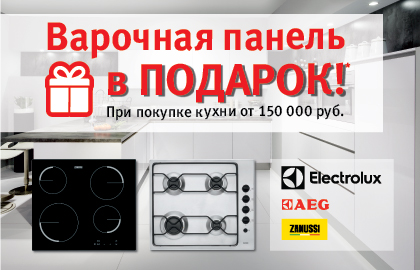 Варочная панель
в ПОДАРОК!*
При покупке кухни от 150 000 руб.
Electrolux
AEG
ZANUSSI